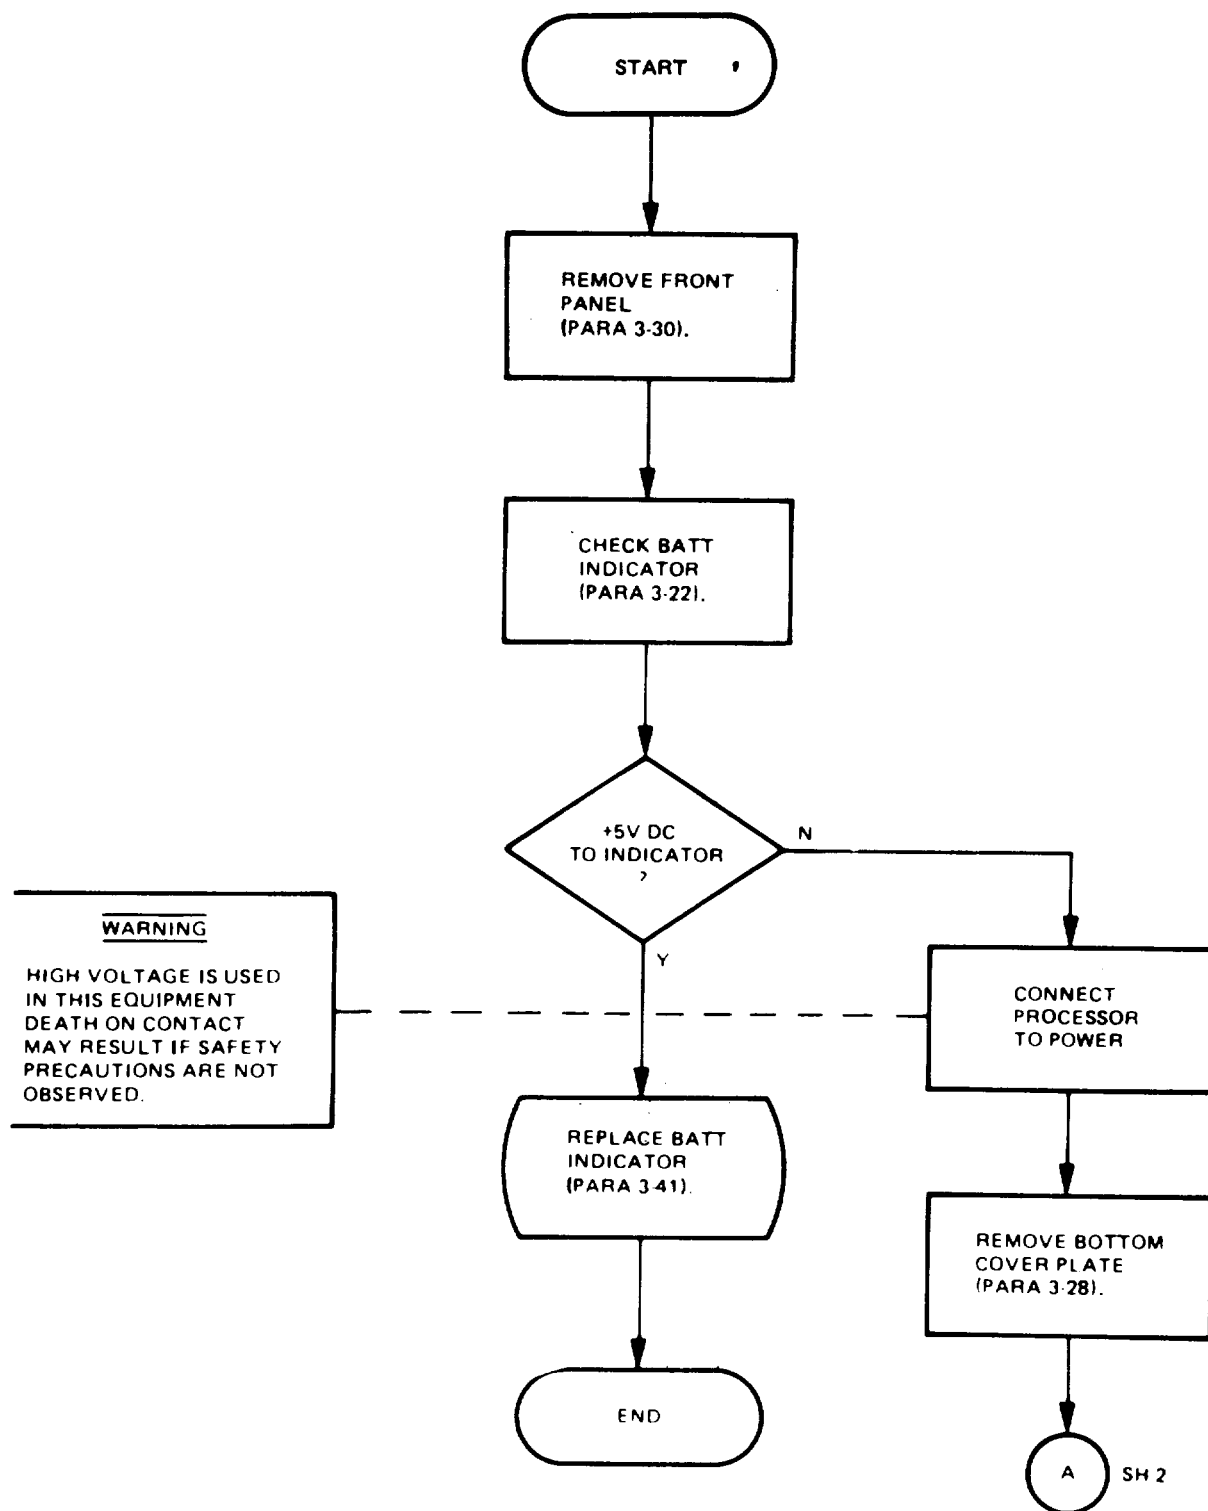 START
REMOVE FRONT
PANEL
(PARA 3-30).
CHECK BATT
INDICATOR
(PARA 3-22).
+5V DC
TO INDICATOR
?
N
Y
WARNING
HIGH VOLTAGE IS USED
IN THIS EQUIPMENT
DEATH ON CONTACT
MAY RESULT IF SAFETY
PRECAUTIONS ARE NOT
OBSERVED.
CONNECT
PROCESSOR
TO POWER
REPLACE BATT
INDICATOR
(PARA 3-41).
REMOVE BOTTOM
COVER PLATE
(PARA 3-28).
END
A SH 2